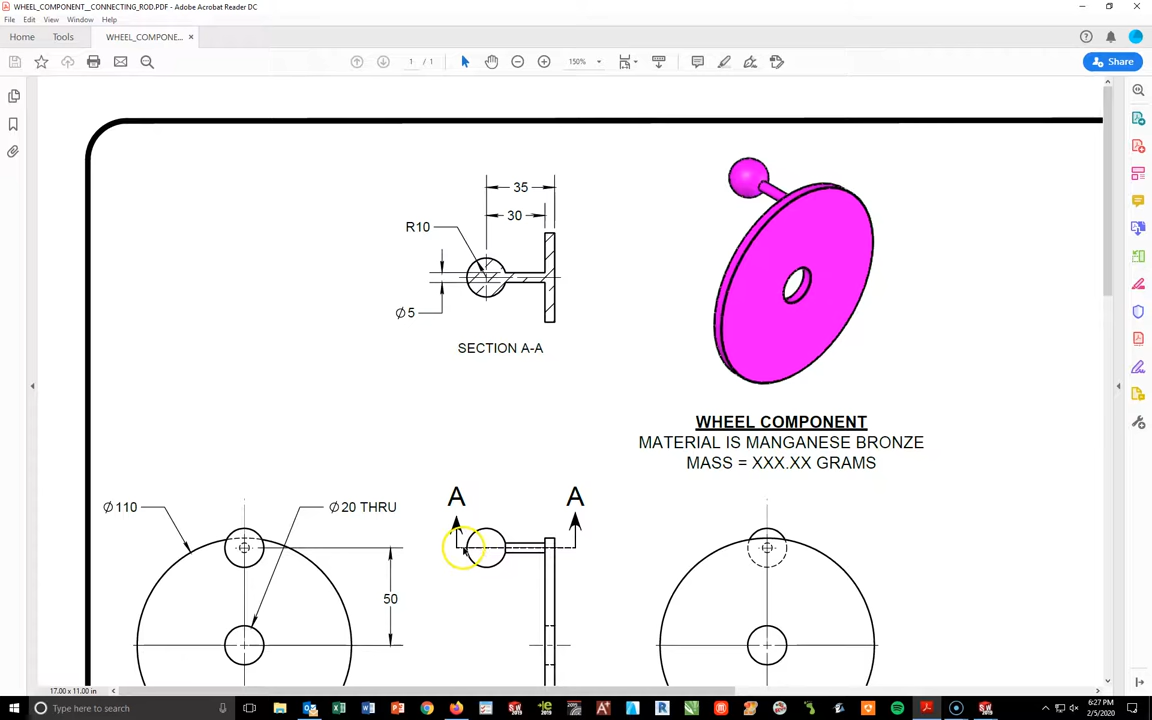 WHEEL_COMPONENT__CONNECTING_ROD.PDF - Adobe Acrobat Reader DC
File Edit View Window Help
Home Tools WHEEL_COMPONE... ×
1 / 1 150% Share
35
30
R10
Ø5
SECTION A-A
WHEEL COMPONENT
MATERIAL IS MANGANESE BRONZE
MASS = XXX.XX GRAMS
A A
Ø110 Ø20 THRU
50
17.00 x 11.00 in
Type here to search
6:27 PM
2/5/2020